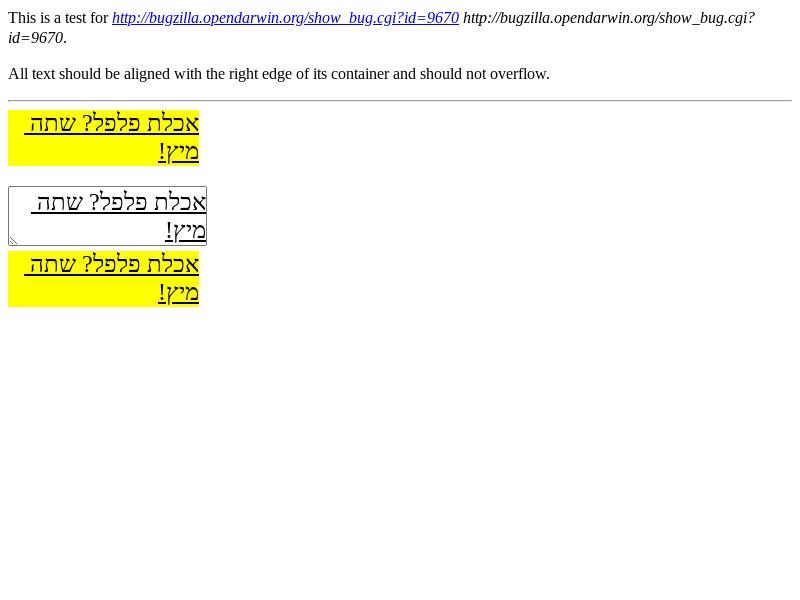 This is a test for http://bugzilla.opendarwin.org/show_bug.cgi?id=9670 http://bugzilla.opendarwin.org/show_bug.cgi?
id=9670.
All text should be aligned with the right edge of its container and should not overflow.
אכלת פלפל? שתה
מיץ!
אכלת פלפל? שתה
מיץ!
אכלת פלפל? שתה
מיץ!